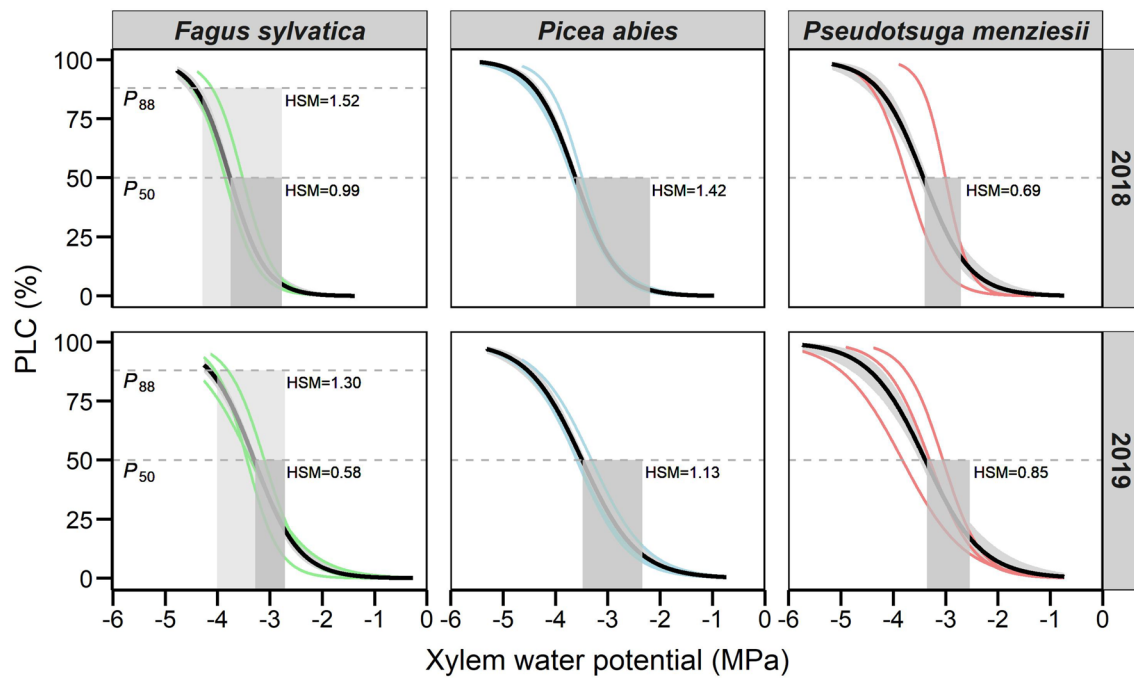 Fagus sylvatica
Picea abies
Pseudotsuga menziesii
100
P88
HSM=1.52
75
50
P50
HSM=0.99
HSM=1.42
HSM=0.69
25
0
2018
100
P88
HSM=1.30
75
50
P50
HSM=0.58
HSM=1.13
HSM=0.85
25
0
2019
PLC (%)
-6 -5 -4 -3 -2 -1 0 -5 -4 -3 -2 -1 0 -5 -4 -3 -2 -1 0
Xylem water potential (MPa)